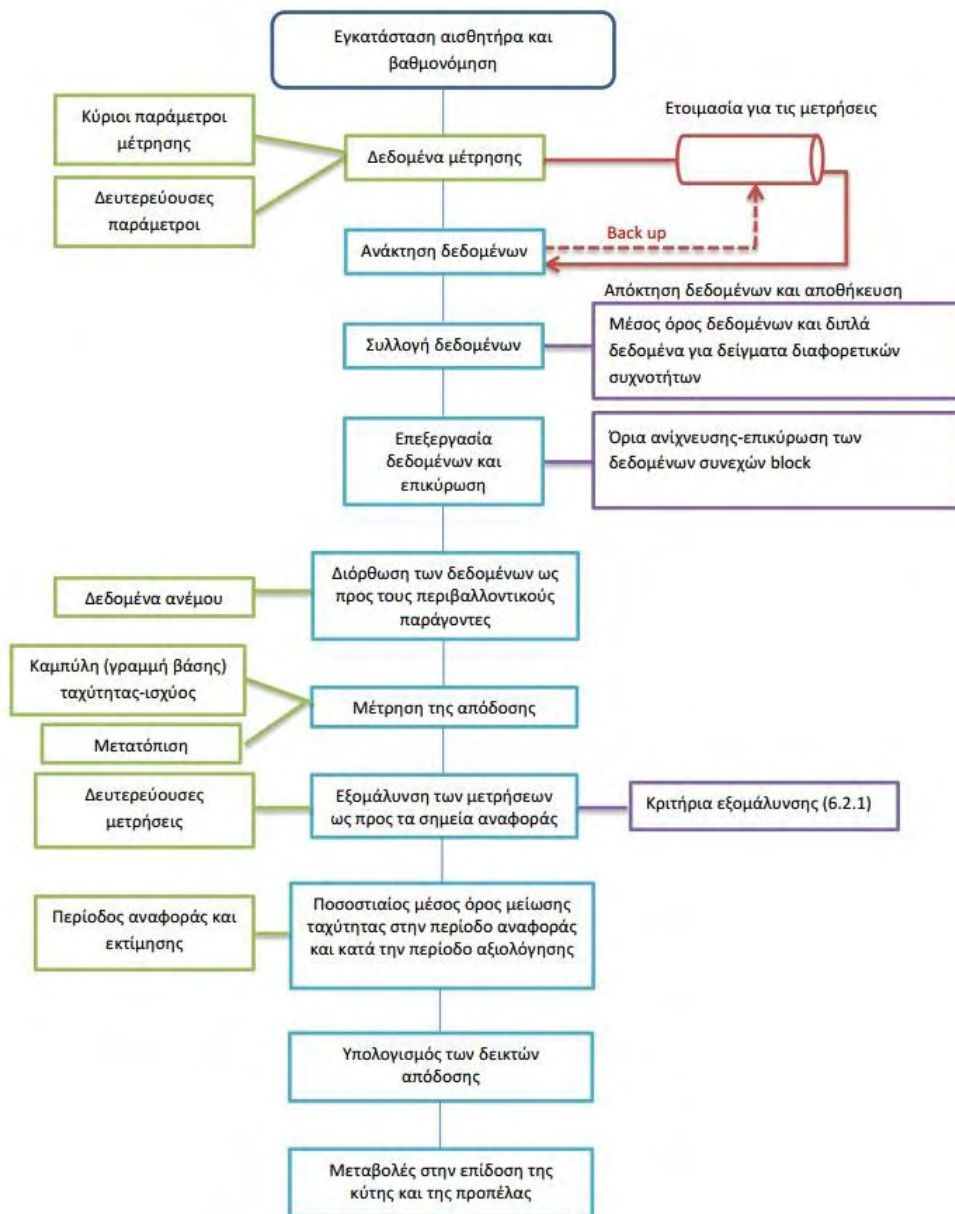 Εγκατάσταση αισθητήρα και
βαθμονόμηση
Κύριοι παράμετροι
μέτρησης
Ετοιμασία για τις μετρήσεις
Δεδομένα μέτρησης
Δευτερεύουσες
παράμετροι
Back up
Ανάκτηση δεδομένων
Απόκτηση δεδομένων και αποθήκευση
Συλλογή δεδομένων
Μέσος όρος δεδομένων και διπλά
δεδομένα για δείγματα διαφορετικών
συχνοτήτων
Επεξεργασία
δεδομένων και
επικύρωση
Όρια ανίχνευσης-επικύρωση των
δεδομένων συνεχών block
Διόρθωση των δεδομένων ως
προς τους περιβαλλοντικούς
παράγοντες
Δεδομένα ανέμου
Καμπύλη (γραμμή βάσης)
ταχύτητας-ισχύος
Μέτρηση της απόδοσης
Μετατόπιση
Δευτερεύουσες
μετρήσεις
Εξομάλυνση των μετρήσεων
ως προς τα σημεία αναφοράς
Κριτήρια εξομάλυνσης (6.2.1)
Περίοδος αναφοράς και
εκτίμησης
Ποσοστιαίος μέσος όρος μείωσης
ταχύτητας στην περίοδο αναφοράς
και κατά την περίοδο αξιολόγησης
Υπολογισμός των δεικτών
απόδοσης
Μεταβολές στην επίδοση της
κύτης και της προπέλας